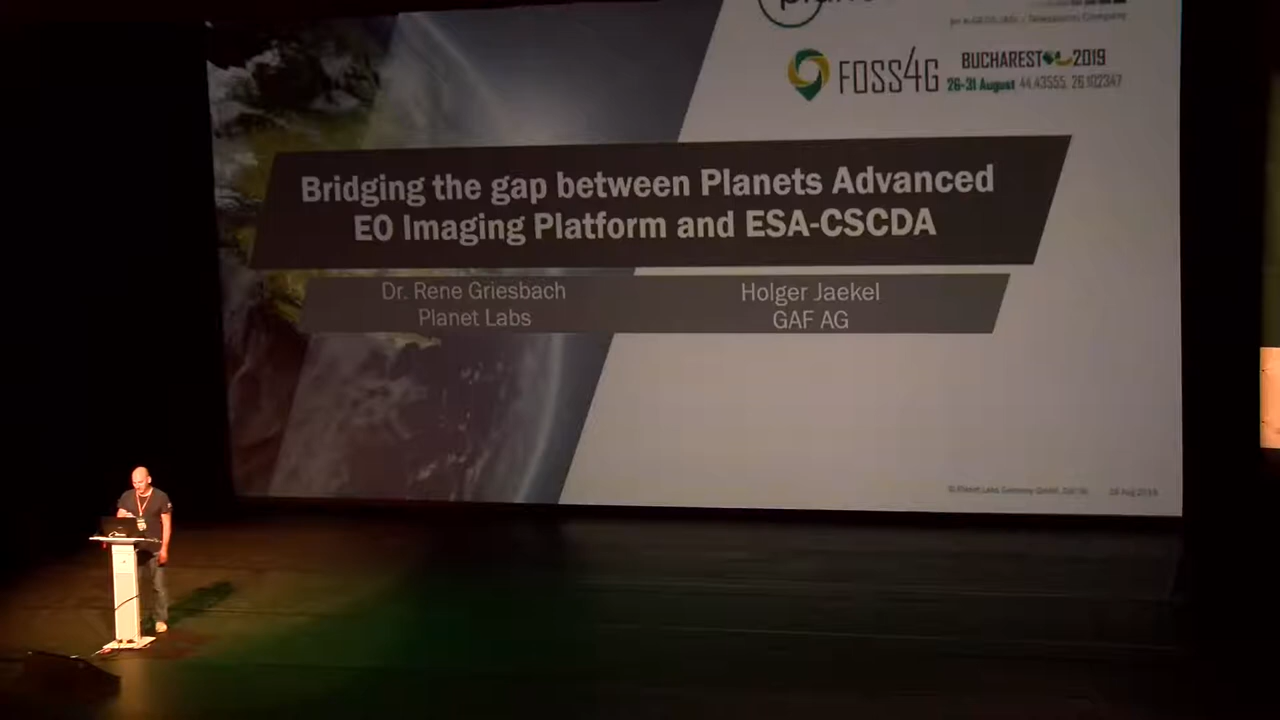 FOSS4G
BUCHAREST 2019
26-31 August 44.43555, 26.102347
Bridging the gap between Planets Advanced
EO Imaging Platform and ESA-CSCDA
Dr. Rene Griesbach
Planet Labs
Holger Jaekel
GAF AG